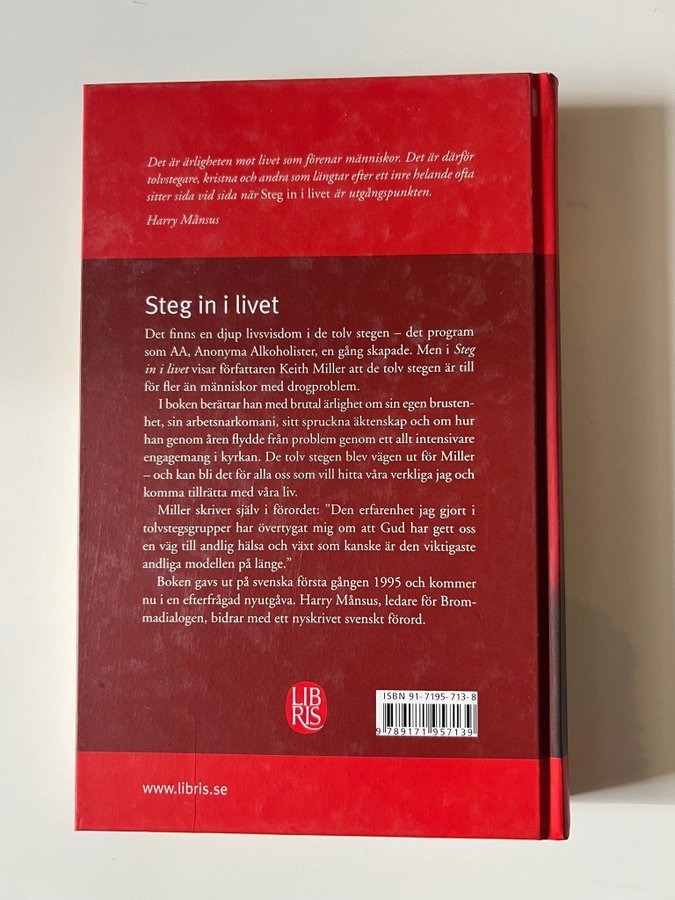 Det är ärligheten mot livet som förenar människor. Det är därför
tolvstegare, kristna och andra som längtar efter ett inre helande ofta
sitter sida vid sida när Steg in i livet är utgångspunkten.
Harry Månsus
Steg in i livet
Det finns en djup livsvisdom i de tolv stegen – det program
som AA, Anonyma Alkoholister, en gång skapade. Men i Steg
in i livet visar författaren Keith Miller att de tolv stegen är till
för fler än människor med drogproblem.
I boken berättar han med brutal ärlighet om sin egen brusten-
het, sin arbetsnarkomani, sitt spruckna äktenskap och om hur
han genom åren flydde från problem genom ett allt intensivare
engagemang i kyrkan. De tolv stegen blev vägen ut för Miller
– och kan bli det för alla oss som vill hitta våra verkliga jag och
komma tillrätta med våra liv.
Miller skriver själv i förordet: ”Den erfarenhet jag gjort i
tolvstegsgrupper har övertygat mig om att Gud har gett oss
en väg till andlig hälsa och växt som kanske är den viktigaste
andliga modellen på länge.”
Boken gavs ut på svenska första gången 1995 och kommer
nu i en efterfrågad nyutgåva. Harry Månsus, ledare för Brom-
madialogen, bidrar med ett nyskrivet svenskt förord.
LIB
RIS
ISBN 91-7195-713-8
9 789171 957139
www.libris.se